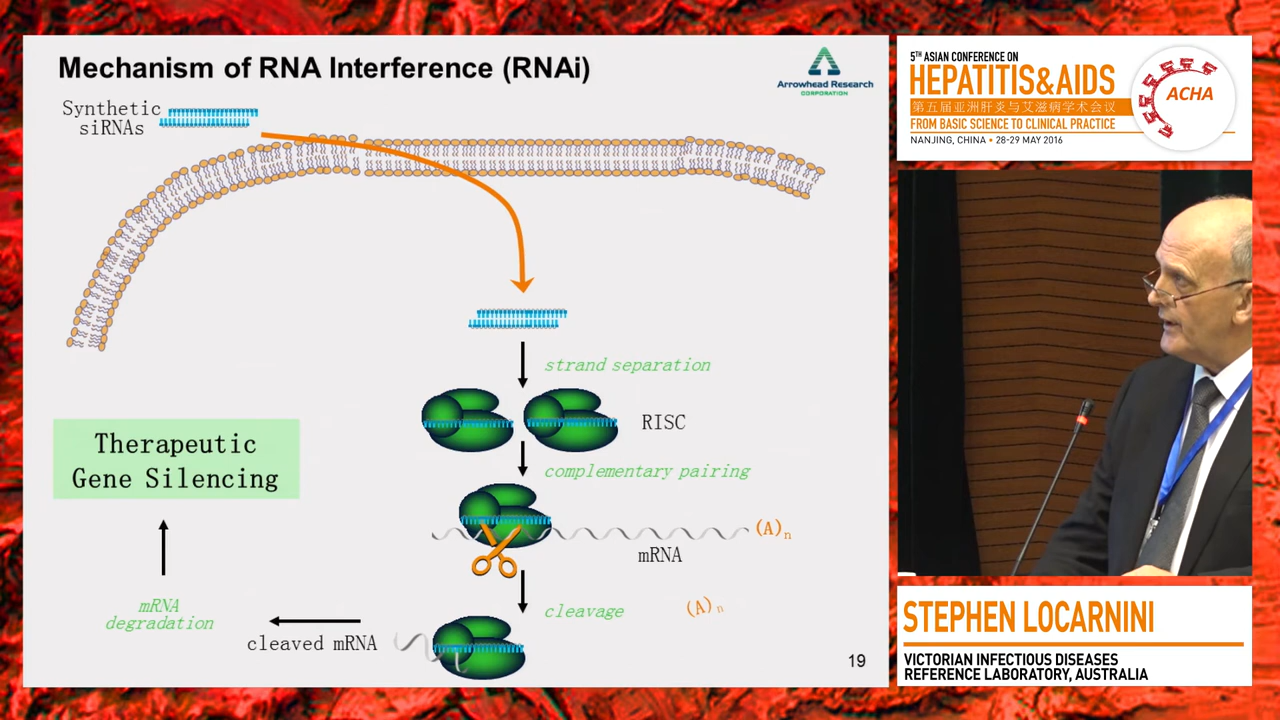 Mechanism of RNA Interference (RNAi)
Arrowhead Research
CORPORATION
Synthetic
siRNAs
strand separation
RISC
complementary pairing
(A)n
mRNA
cleavage
(A)n
cleaved mRNA
mRNA
degradation
Therapeutic
Gene Silencing
19
5TH ASIAN CONFERENCE ON
HEPATITIS&AIDS
第五届亚洲肝炎与艾滋病学术会议
FROM BASIC SCIENCE TO CLINICAL PRACTICE
NANJING, CHINA • 28-29 MAY 2016
ACHA
STEPHEN LOCARNINI
VICTORIAN INFECTIOUS DISEASES
REFERENCE LABORATORY, AUSTRALIA